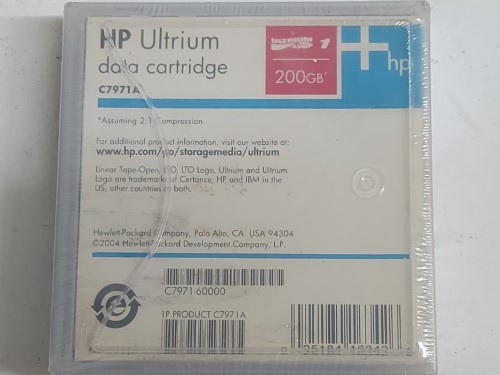 HP Ultrium
data cartridge
C7971A
ULTRIUM 1
200GB*
hp
*Assuming 2:1 Compression
For additional product information, visit our website at:
www.hp.com/go/storagemedia/ultrium
Linear Tape-Open, LTO, LTO Logo, Ultrium and Ultrium
Logo are trademarks of Certance, HP and IBM in the
US, other countries or both.
Hewlett-Packard Company, Palo Alto, CA. USA 94304
©2004 Hewlett-Packard Development Company, L.P.
C7971-60000
1P PRODUCT C7971A